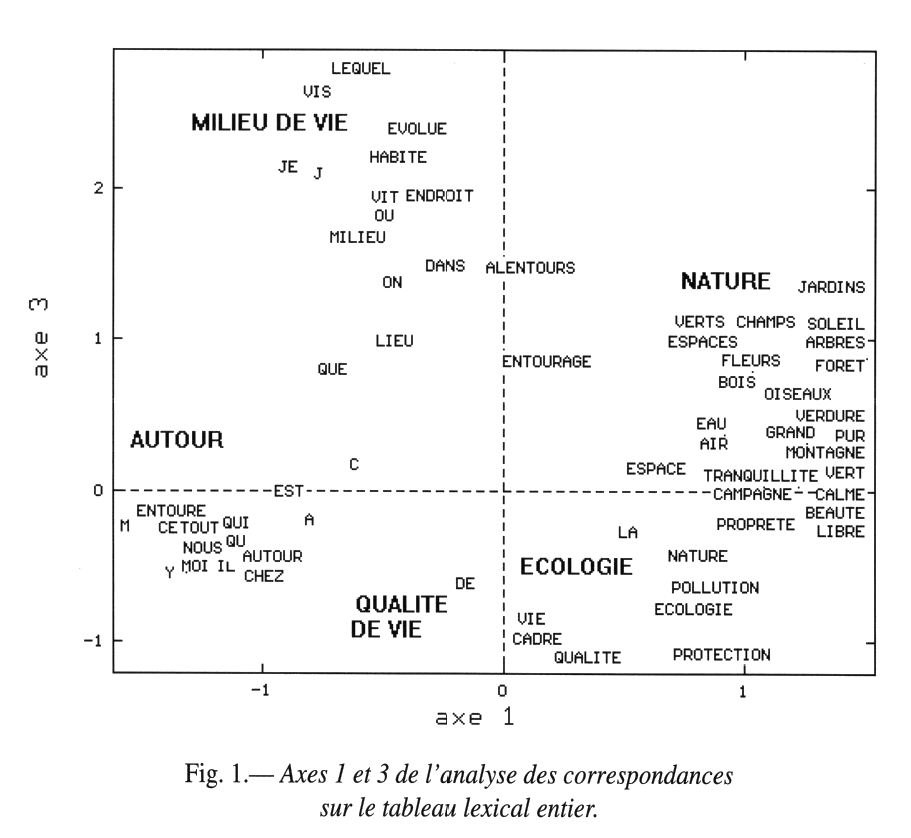 LEQUEL
VIS
MILIEU DE VIE
EVOLUE
HABITE
JE J
2
VIT ENDROIT
OU
MILIEU
DANS ALENTOURS
ON
NATURE
JARDINS
VERTS CHAMPS SOLEIL
axe 3
1
LIEU
ESPACES ARBRES
QUE
ENTOURAGE
FLEURS FORET
BOIS
OISEAUX
VERDURE
EAU
AUTOUR
GRAND PUR
AIR
MONTAGNE
C
ESPACE TRANQUILLITE VERT
0
EST
CAMPAGNE CALME
ENTOURE
M CETOUT QUI
A
BEAUTE
PROPRETE LIBRE
LA
NOUS QU
AUTOUR
NATURE
Y MOI IL CHEZ
ECOLOGIE
DE
POLLUTION
QUALITE
DE VIE
ECOLOGIE
VIE
-1
CADRE
QUALITE PROTECTION
-1 0 1
axe 1
Fig. 1.— Axes 1 et 3 de l'analyse des correspondances
sur le tableau lexical entier.